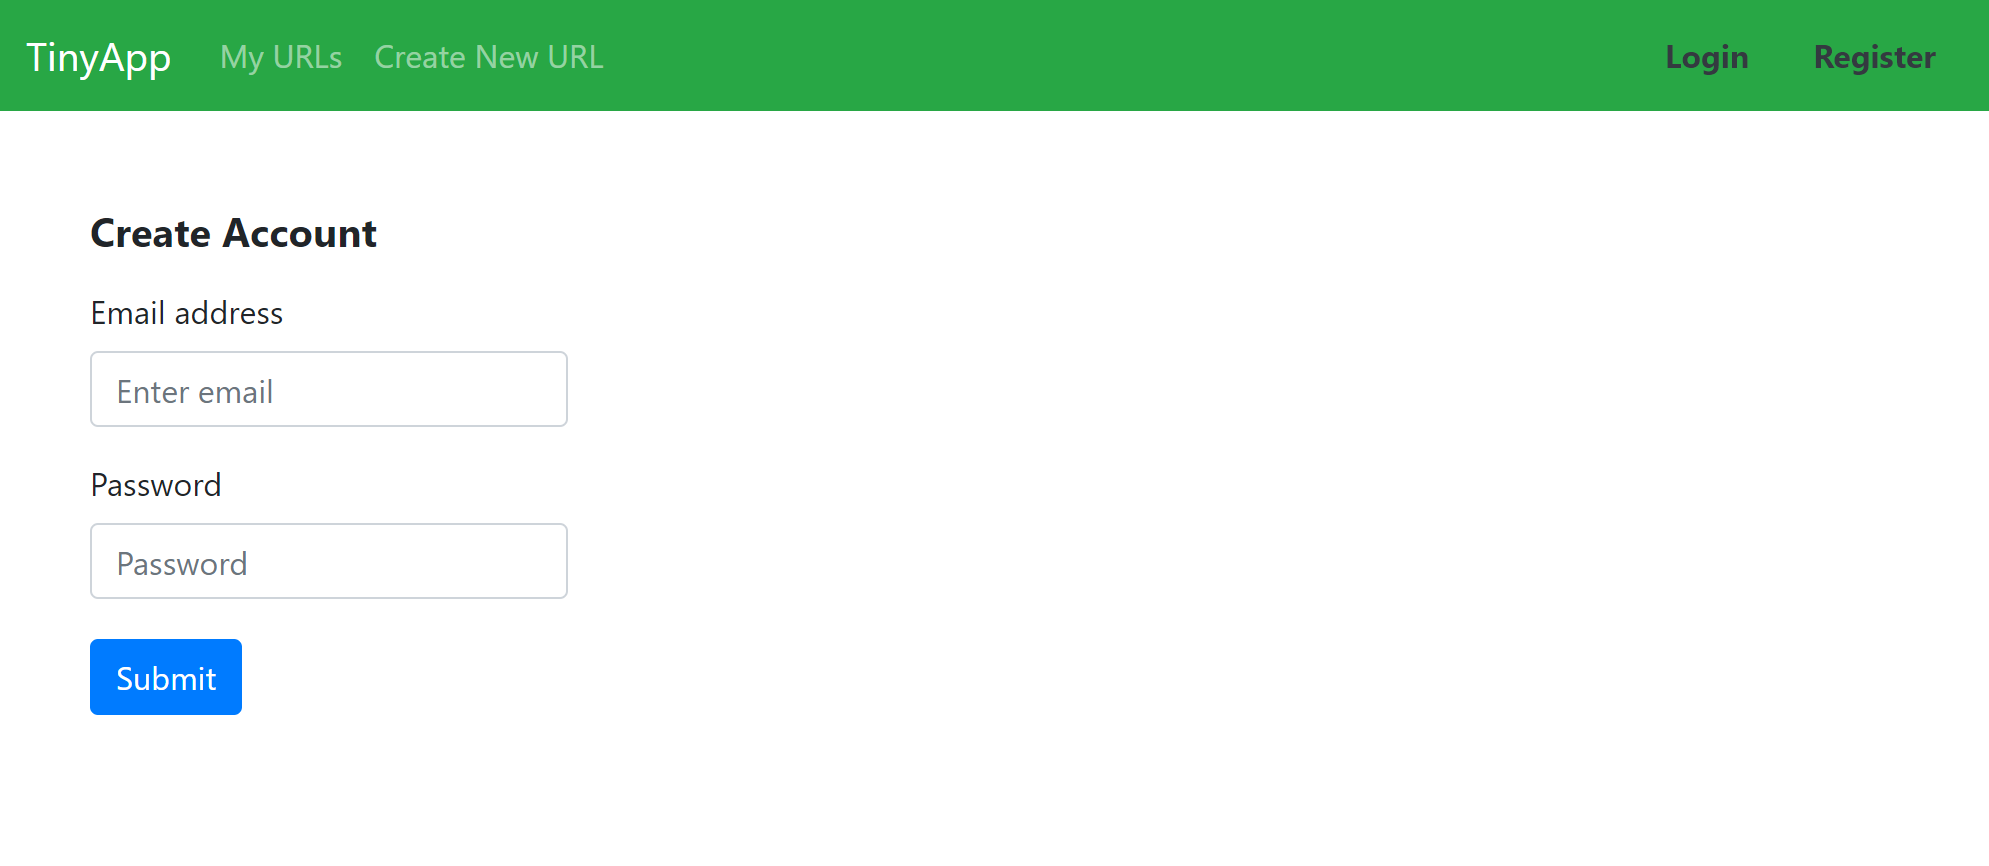 TinyApp My URLs Create New URL Login Register
Create Account
Email address
Enter email
Password
Password
Submit